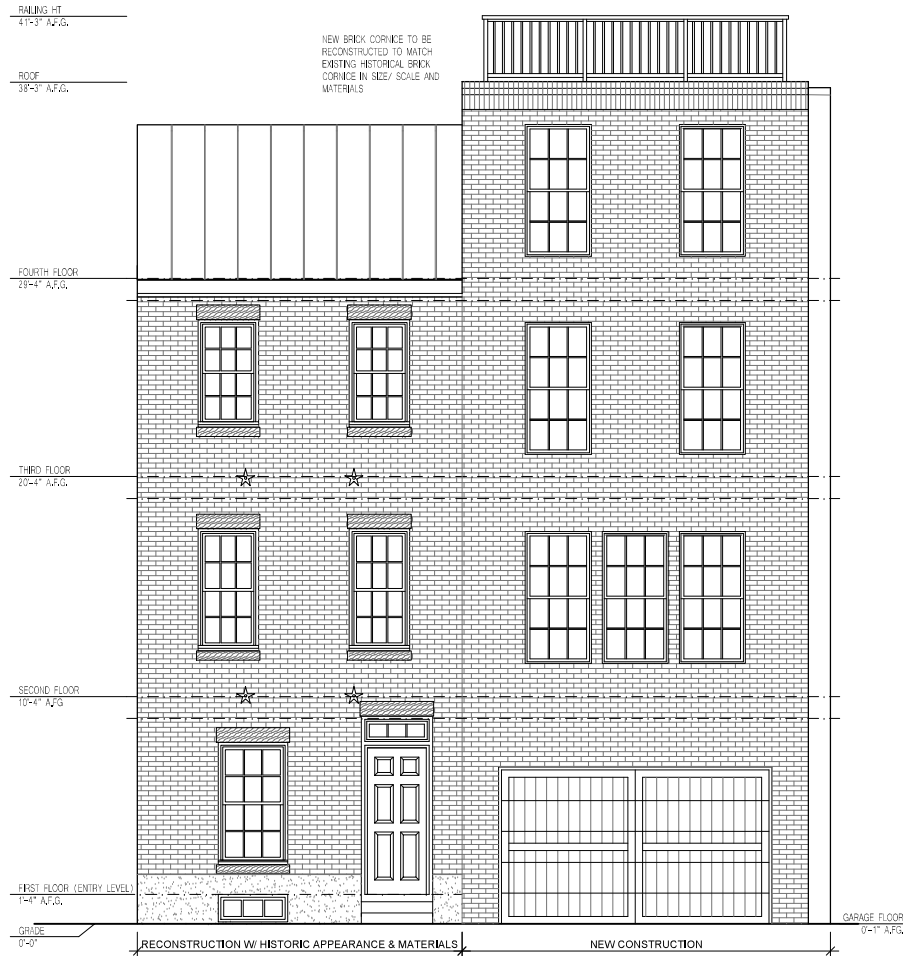 RAILING HT
41'-3" A.F.G.
NEW BRICK CORNICE TO BE
RECONSTRUCTED TO MATCH
EXISTING HISTORICAL BRICK
CORNICE IN SIZE/ SCALE AND
MATERIALS
ROOF
38'-3" A.F.G.
FOURTH FLOOR
29'-4" A.F.G.
THIRD FLOOR
20'-4" A.F.G.
SECOND FLOOR
10'-4" A.FG
FIRST FLOOR (ENTRY LEVEL)
1'-4" A.F.G.
GRADE
0'-0"
GARAGE FLOOR
0'-1" A.FG.
RECONSTRUCTION W/ HISTORIC APPEARANCE & MATERIALS
NEW CONSTRUCTION